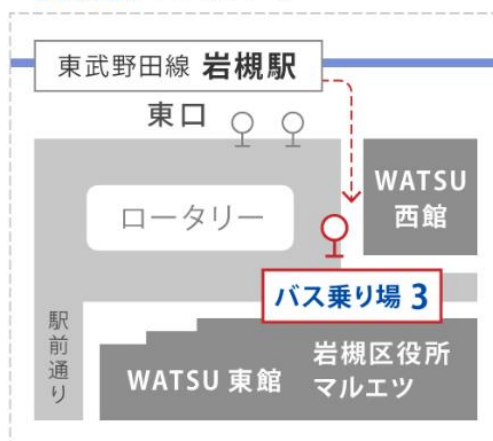 東武野田線 岩槻駅
東口
ロータリー
WATSU
西館
バス乗り場 3
駅前通り
岩槻区役所
WATSU 東館
マルエツ